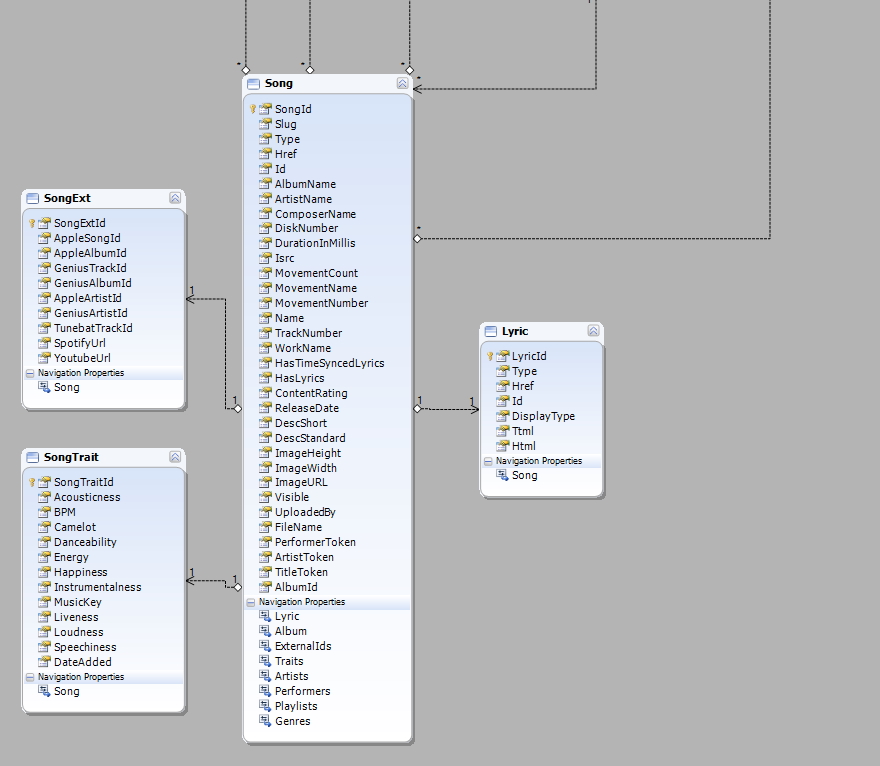 *
*
*
*
Song
SongId
Slug
Type
Href
Id
AlbumName
ArtistName
ComposerName
DiskNumber
DurationInMillis
Isrc
MovementCount
MovementName
MovementNumber
Name
TrackNumber
WorkName
HasTimeSyncedLyrics
HasLyrics
ContentRating
ReleaseDate
DescShort
DescStandard
ImageHeight
ImageWidth
ImageURL
Visible
UploadedBy
FileName
PerformerToken
ArtistToken
TitleToken
AlbumId
Navigation Properties
Lyric
Album
ExternalIds
Traits
Artists
Performers
Playlists
Genres
*
SongExt
SongExtId
AppleSongId
AppleAlbumId
GeniusTrackId
GeniusAlbumId
AppleArtistId
GeniusArtistId
TunebatTrackId
SpotifyUrl
YoutubeUrl
Navigation Properties
Song
1
1
SongTrait
SongTraitId
Acousticness
BPM
Camelot
Danceability
Energy
Happiness
Instrumentalness
MusicKey
Liveness
Loudness
Speechiness
DateAdded
Navigation Properties
Song
1
1
Lyric
LyricId
Type
Href
Id
DisplayType
Ttml
Html
Navigation Properties
Song
1
1